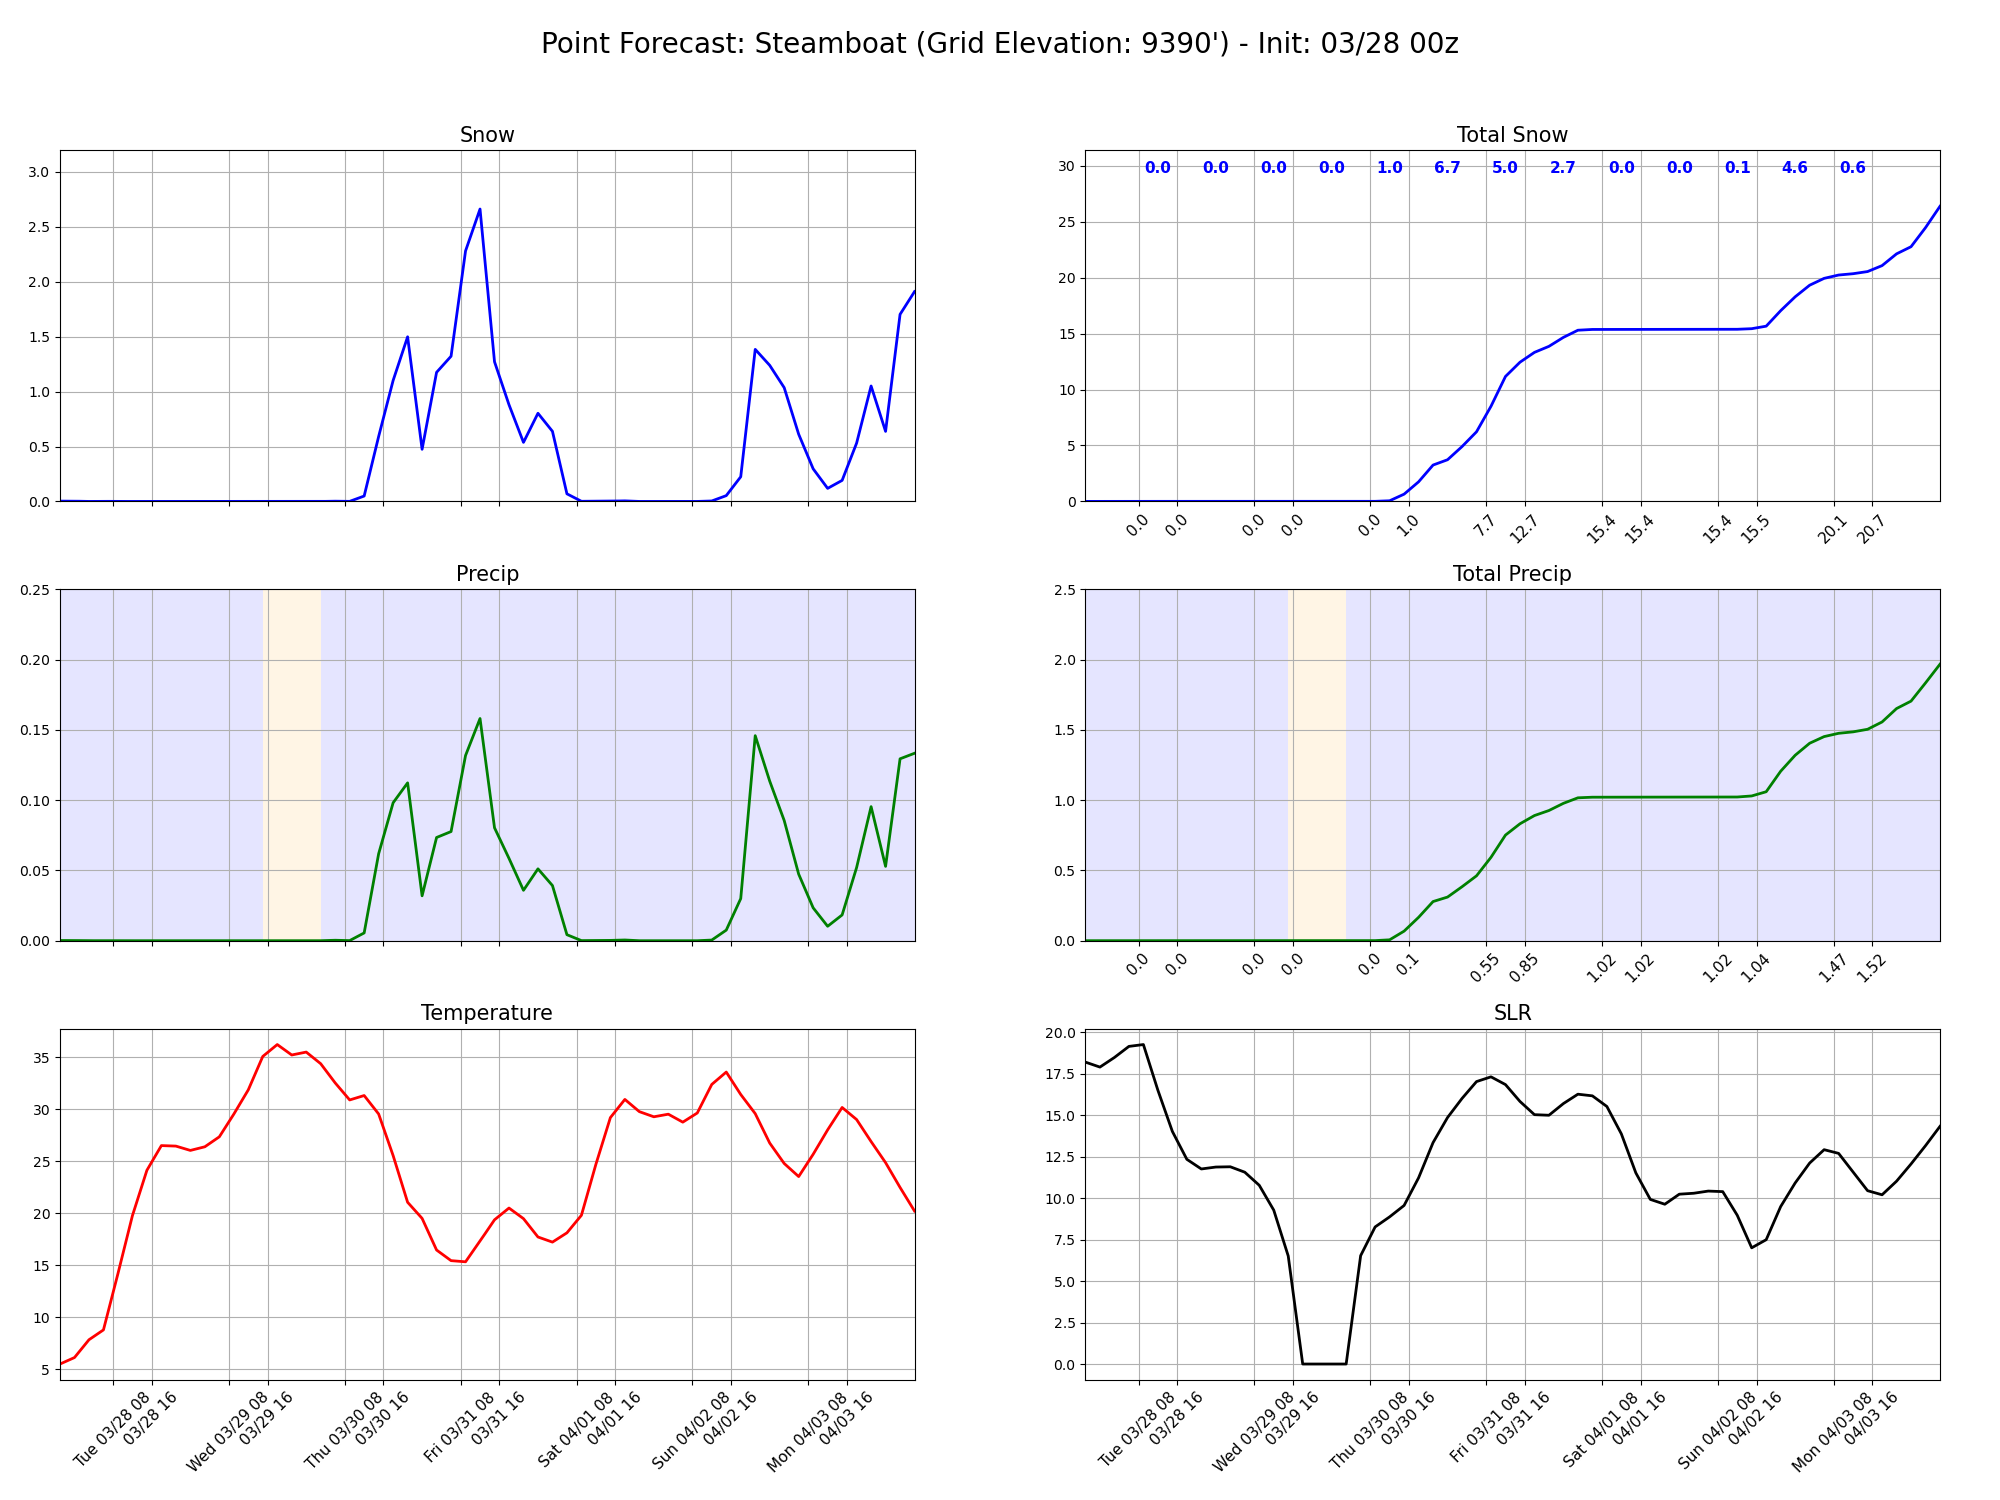 Point Forecast: Steamboat (Grid Elevation: 9390') - Init: 03/28 00z
Snow
3.0
2.5
2.0
1.5
1.0
0.5
0.0
Total Snow
30
25
20
15
10
5
0
0.0 0.0 0.0 0.0 1.0 6.7 5.0 2.7 0.0 0.0 0.1 4.6 0.6
0.0 0.0 0.0 0.0 0.0 1.0 7.7 12.7 15.4 15.4 15.4 15.5 20.1 20.7
Precip
0.25
0.20
0.15
0.10
0.05
0.00
Total Precip
2.5
2.0
1.5
1.0
0.5
0.0
0.0 0.0 0.0 0.0 0.0 0.1 0.55 0.85 1.02 1.02 1.02 1.04 1.47 1.52
Temperature
35
30
25
20
15
10
5
Tue 03/28 08
03/28 16
Wed 03/29 08
03/29 16
Thu 03/30 08
03/30 16
Fri 03/31 08
03/31 16
Sat 04/01 08
04/01 16
Sun 04/02 08
04/02 16
Mon 04/03 08
04/03 16
SLR
20.0
17.5
15.0
12.5
10.0
7.5
5.0
2.5
0.0
Tue 03/28 08
03/28 16
Wed 03/29 08
03/29 16
Thu 03/30 08
03/30 16
Fri 03/31 08
03/31 16
Sat 04/01 08
04/01 16
Sun 04/02 08
04/02 16
Mon 04/03 08
04/03 16